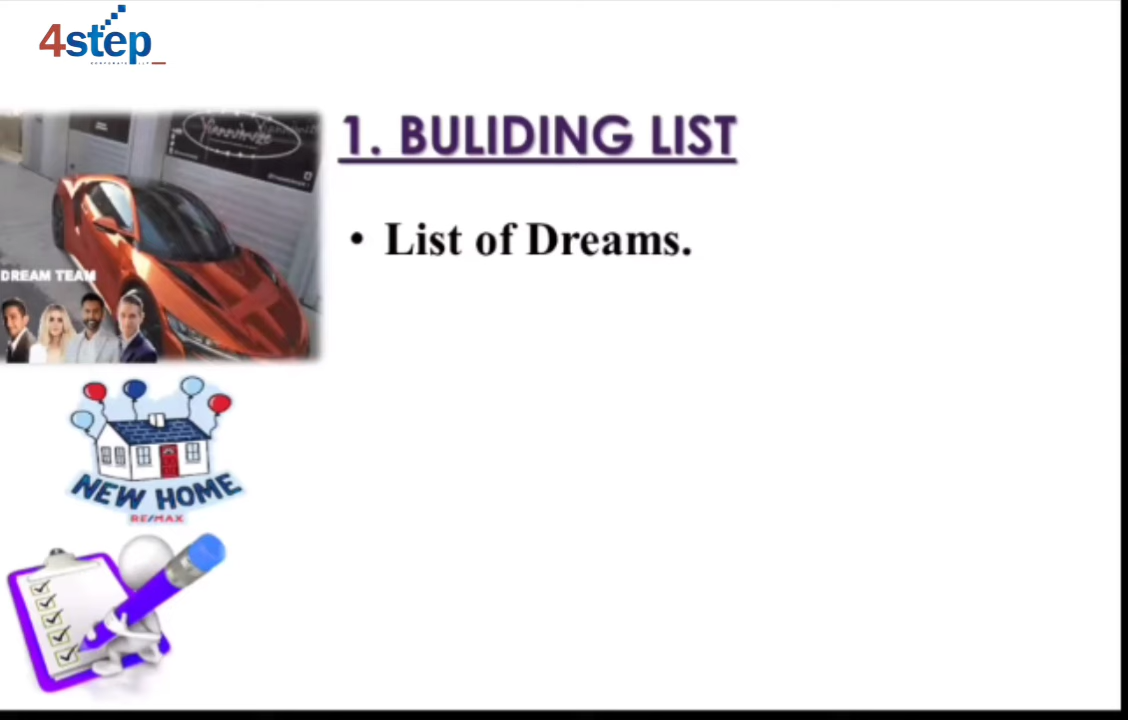 4step
1. BULIDING LIST
• List of Dreams.
DREAM TEAM
NEW HOME
RE/MAX